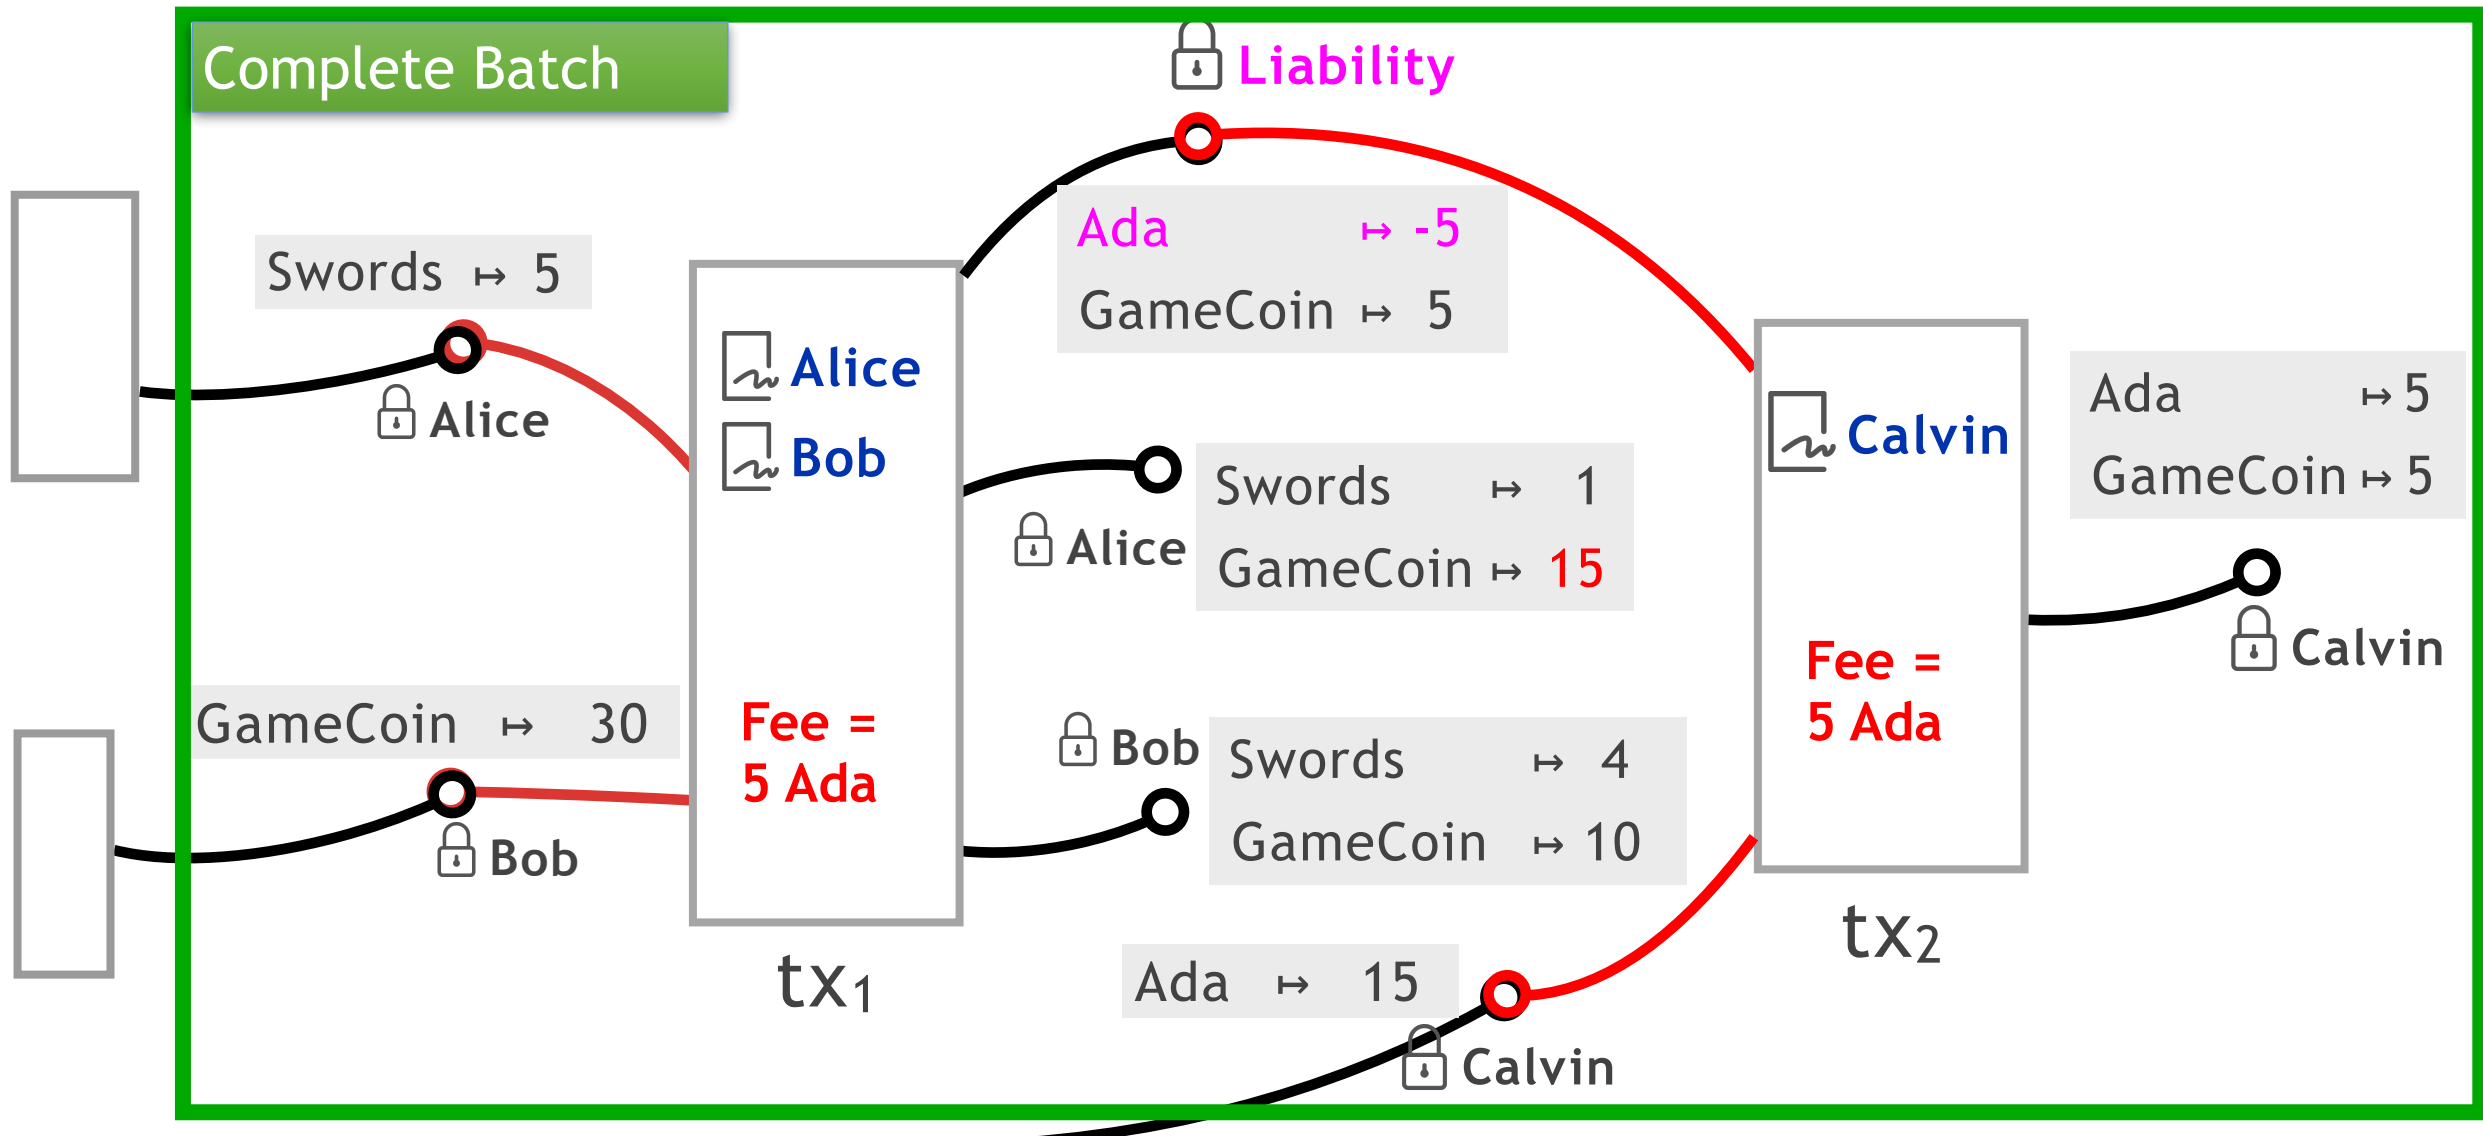 Complete Batch
Liability
Ada ↦ -5
GameCoin ↦ 5
Swords ↦ 5
Alice
Alice
Bob
Fee =
5 Ada
tx₁
GameCoin ↦ 30
Bob
Swords ↦ 1
GameCoin ↦ 15
Alice
Bob
Swords ↦ 4
GameCoin ↦ 10
Ada ↦ 15
Calvin
Calvin
Fee =
5 Ada
tx₂
Ada ↦ 5
GameCoin ↦ 5
Calvin